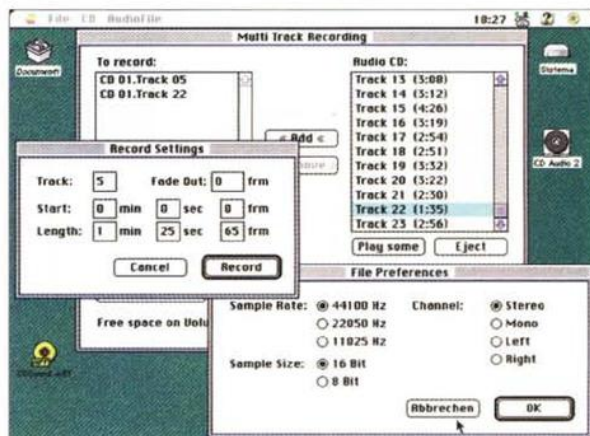 File CD AudioFile 18:27
Multi Track Recording
To record:
CD 01.Track 05
CD 01.Track 22
« Add «
Audio CD:
Track 13 (3:08)
Track 14 (3:12)
Track 15 (4:26)
Track 16 (3:19)
Track 17 (2:54)
Track 18 (2:51)
Track 19 (3:32)
Track 20 (3:22)
Track 21 (2:30)
Track 22 (1:35)
Track 23 (2:56)
Play some Eject
Sistema
CD Audio 2
Record Settings
Track: 5 Fade Out: 0 frm
Start: 0 min 0 sec 0 frm
Length: 1 min 25 sec 65 frm
Cancel Record
Free space on
File Preferences
Sample Rate: 44100 Hz Channel: Stereo
22050 Hz Mono
11025 Hz Left
Right
Sample Size: 16 Bit
8 Bit
Abbrechen OK